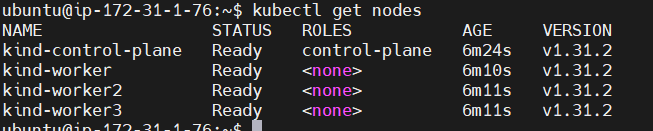 ubuntu@ip-172-31-1-76:~$ kubectl get nodes
NAME STATUS ROLES AGE VERSION
kind-control-plane Ready control-plane 6m24s v1.31.2
kind-worker Ready <none> 6m10s v1.31.2
kind-worker2 Ready <none> 6m11s v1.31.2
kind-worker3 Ready <none> 6m11s v1.31.2
ubuntu@ip-172-31-1-76:~$